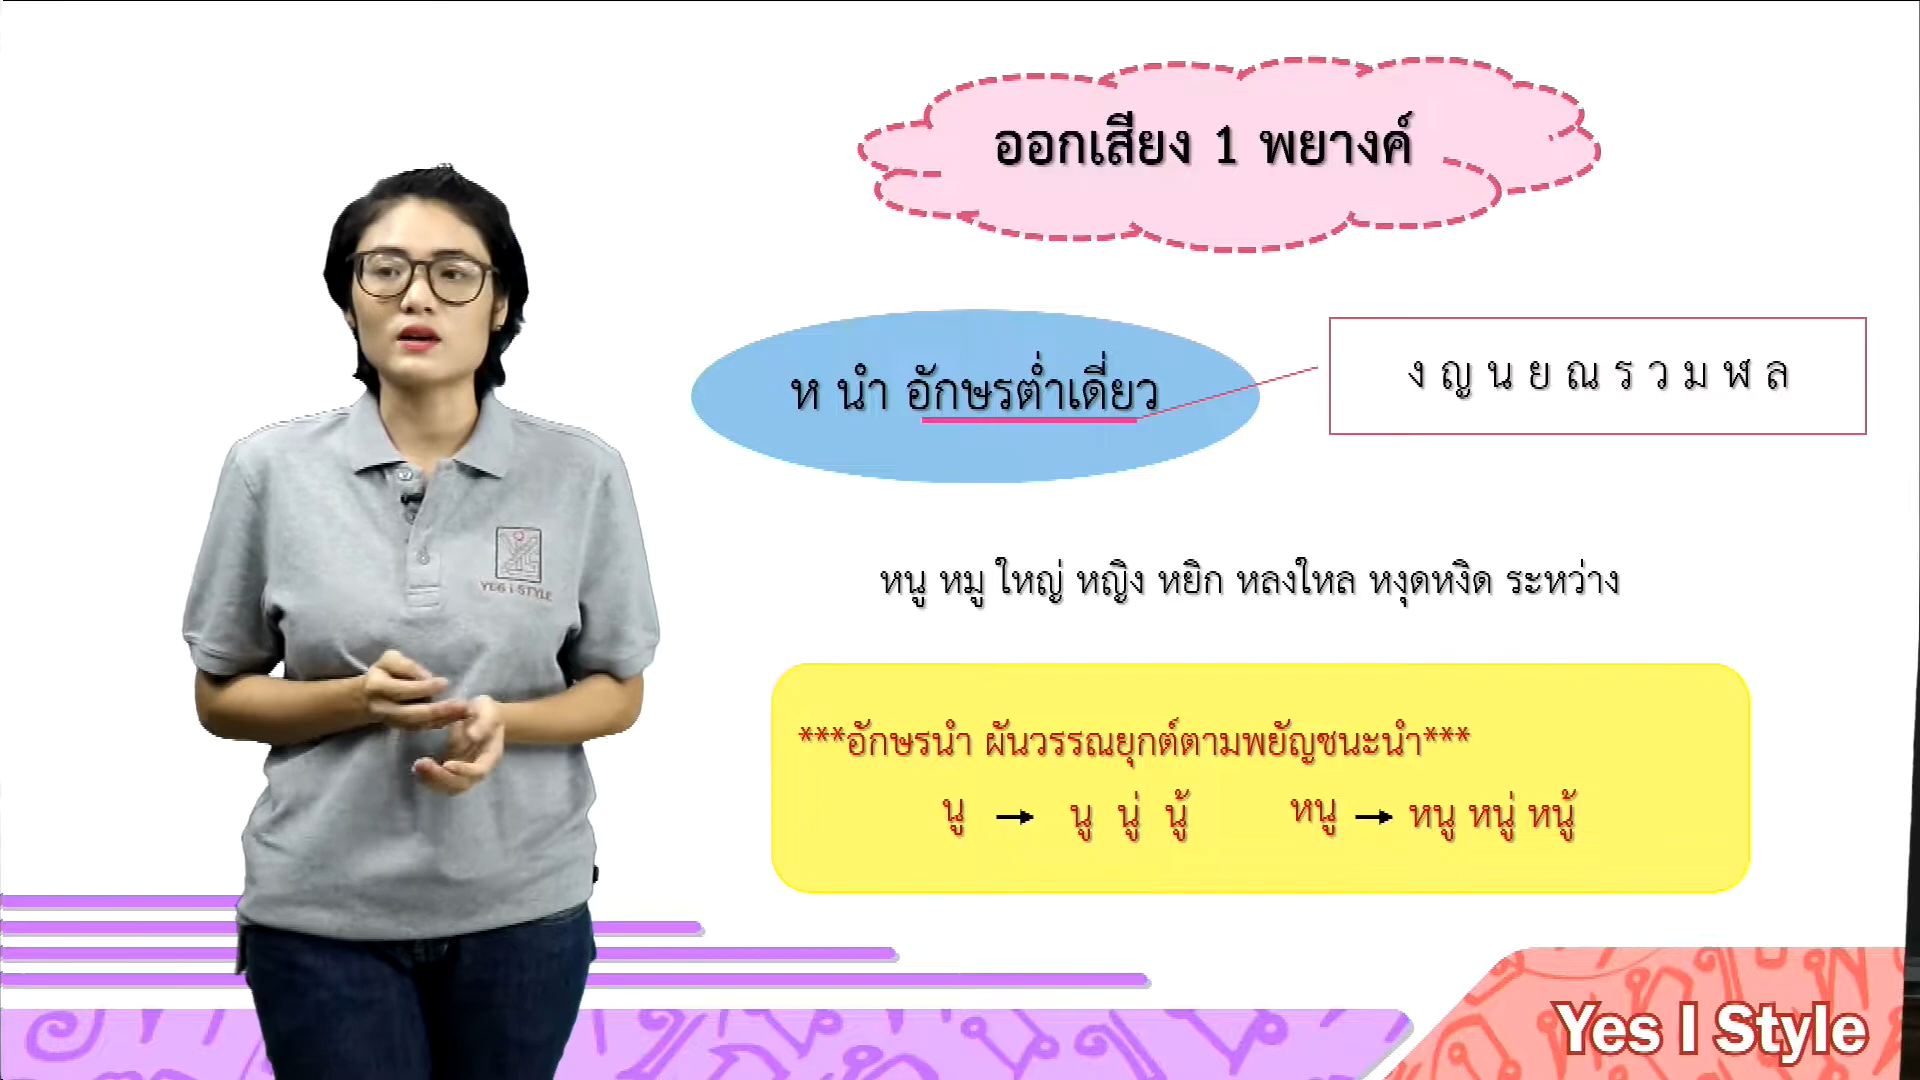 ออกเสียง 1 พยางค์
ห นำ อักษรต่ำเดี่ยว
ง ญ น ย ณ ร ว ม ฬ ล
หนู หมู ใหญ่ หญิง หยิก หลงใหล หงุดหงิด ระหว่าง
***อักษรนำ ผันวรรณยุกต์ตามพยัญชนะนำ***
นู → นู นู่ นู้ หนู → หนู หนู่ หนู้
YES I STYLE
Yes I Style